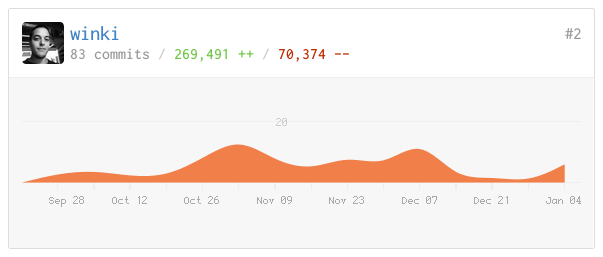 winki #2
83 commits / 269,491 ++ / 70,374 --
20
Sep 28 Oct 12 Oct 26 Nov 09 Nov 23 Dec 07 Dec 21 Jan 04